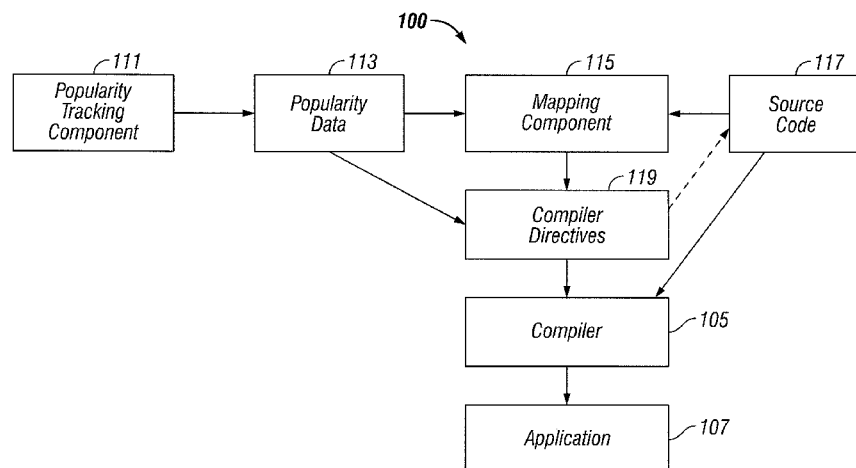 100
111
113
115
117
Popularity
Tracking
Component
Popularity
Data
Mapping
Component
Source
Code
119
Compiler
Directives
Compiler
105
Application
107